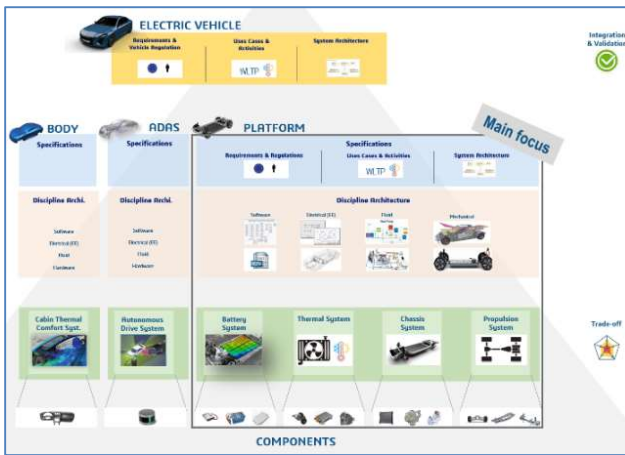 ELECTRIC VEHICLE
Requirements &
Vehicle Regulation
Uses Cases &
Activities
System Architecture
WLTP
Integration
& Validation
BODY
ADAS
PLATFORM
Main focus
Specifications
Specifications
Specifications
Requirements & Regulations
Uses Cases & Activities
System Architecture
WLTP
Discipline Archi.
Discipline Archi.
Discipline Architecture
Software
Electrical (EE)
Fluid
Hardware
Software
Electrical (EE)
Fluid
Hardware
Software
Electrical (EE)
Fluid
Mechanical
Cabin Thermal
Comfort Syst.
Autonomous
Drive System
Battery
System
Thermal System
Chassis
System
Propulsion
System
Trade-off
COMPONENTS